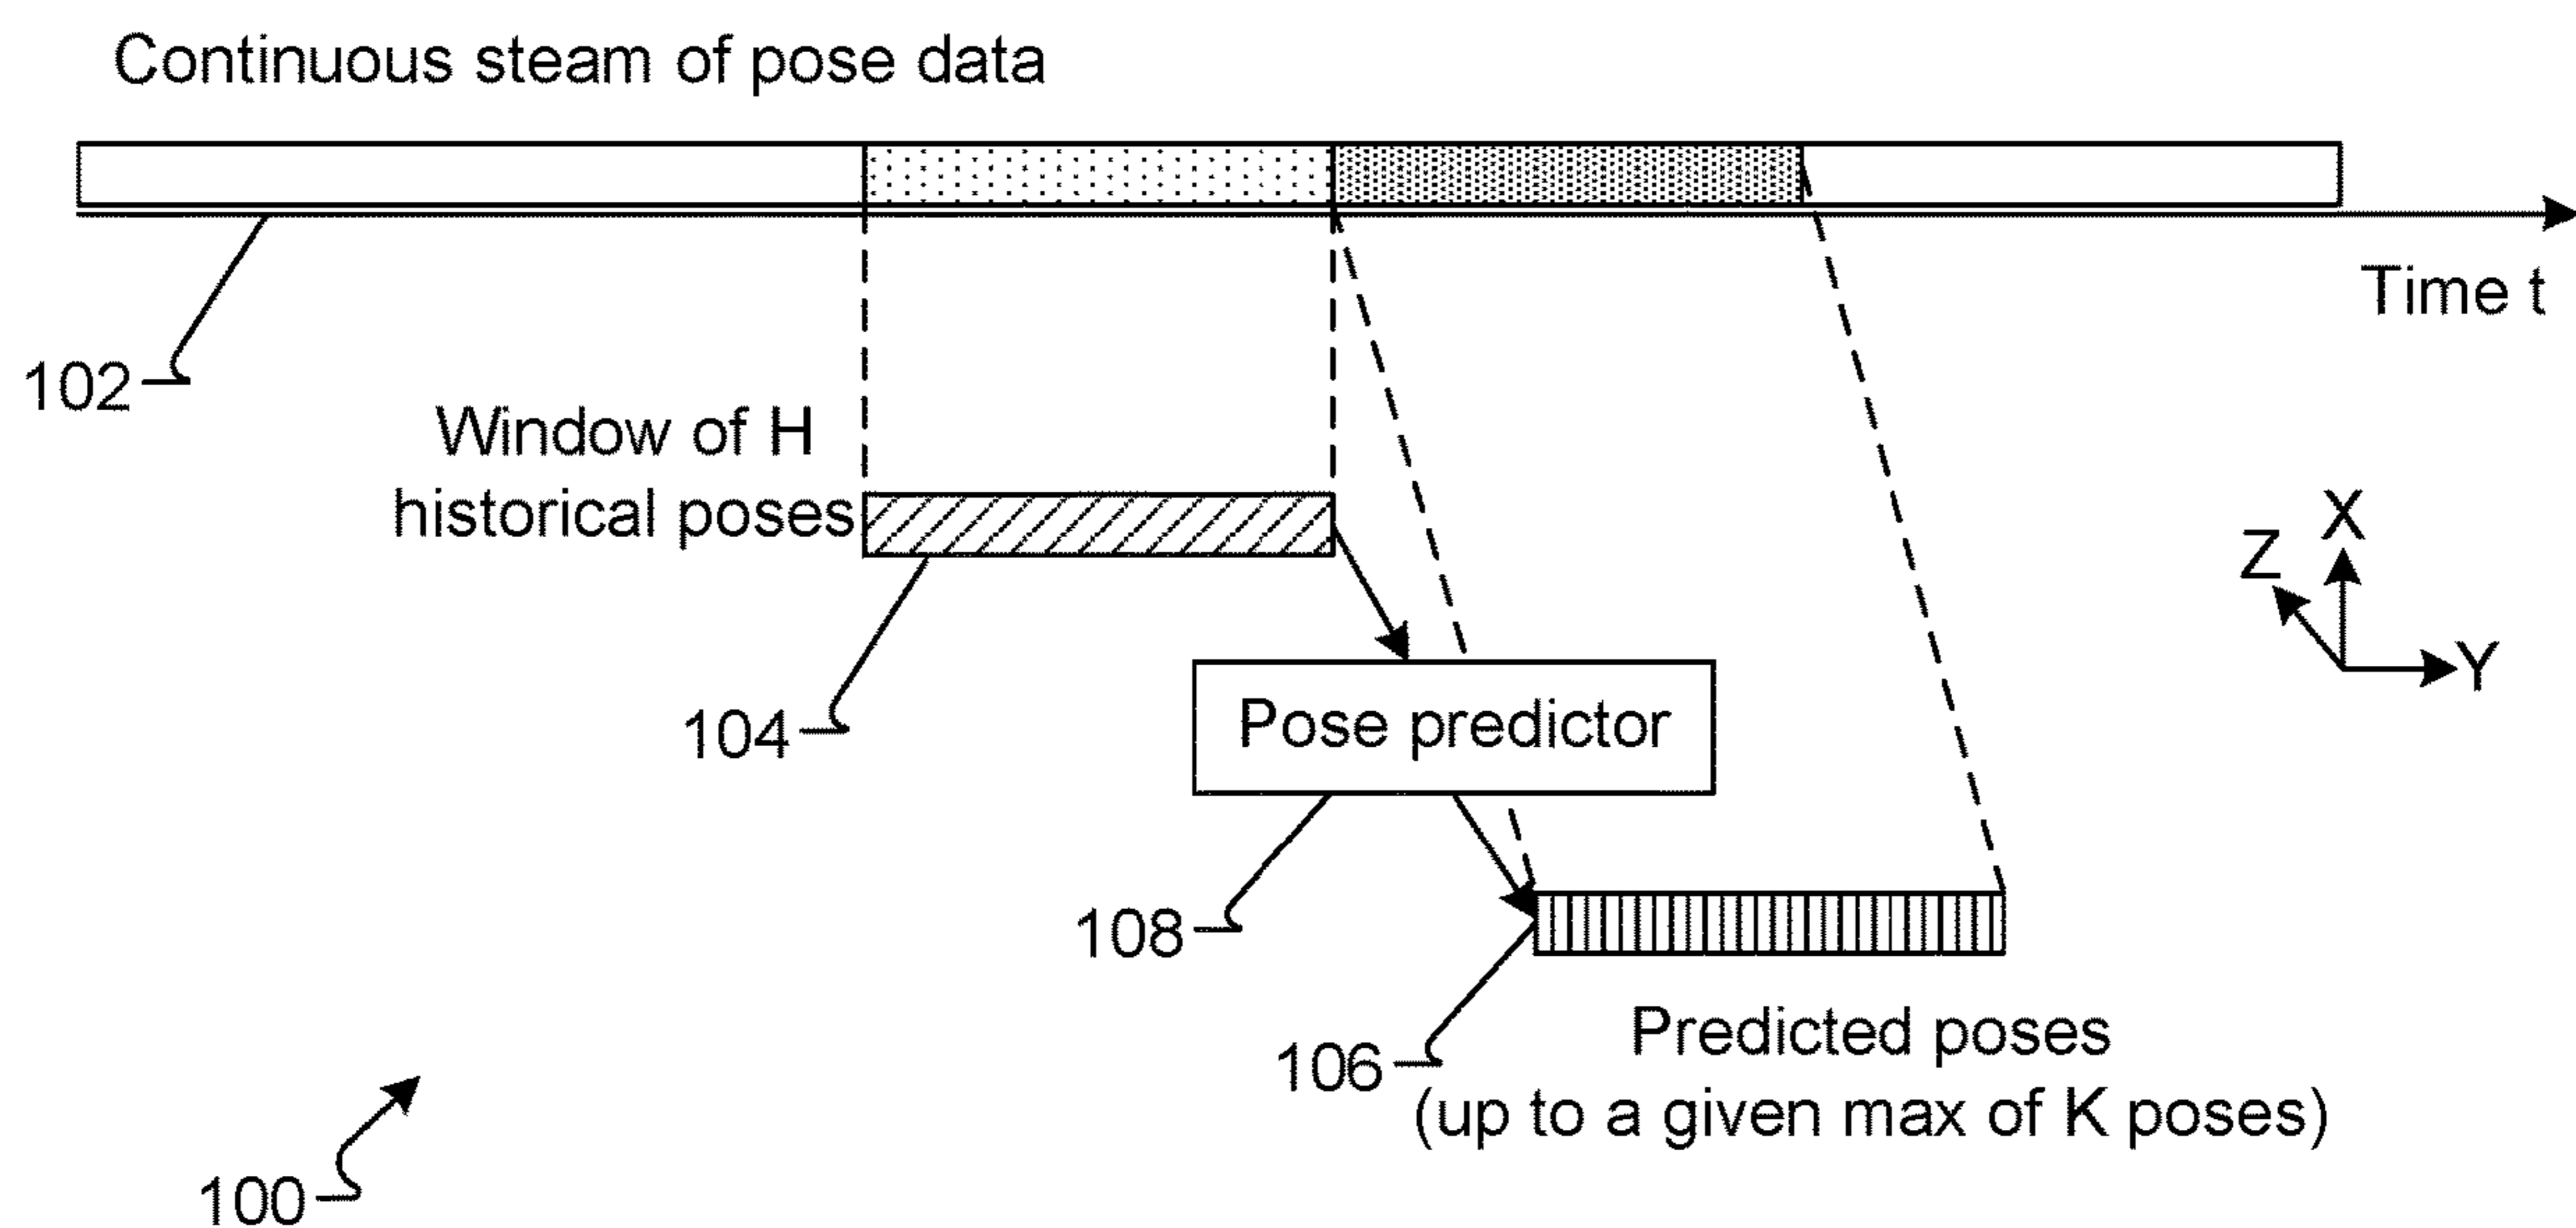 Continuous steam of pose data
Time t
102
Window of H
historical poses
X
Z
Y
104
Pose predictor
108
106
Predicted poses
(up to a given max of K poses)
100